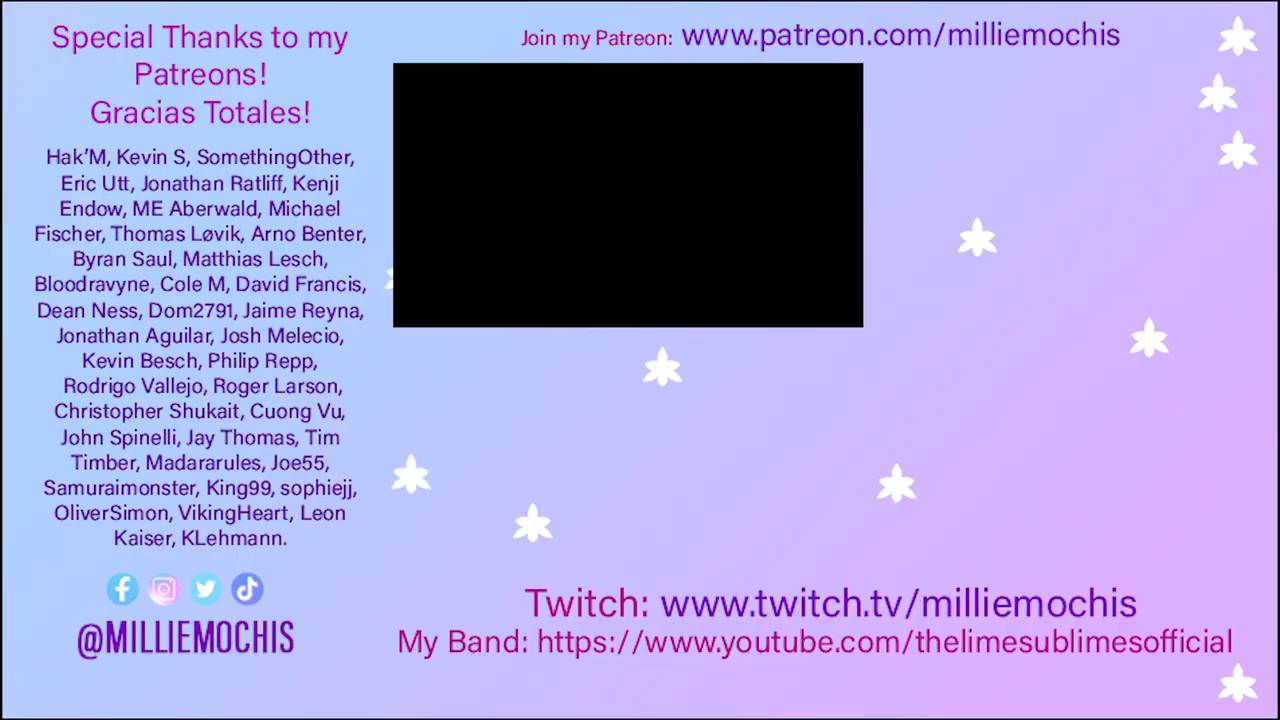 Special Thanks to my
Patreons!
Gracias Totales!
Hak'M, Kevin S, SomethingOther,
Eric Utt, Jonathan Ratliff, Kenji
Endow, ME Aberwald, Michael
Fischer, Thomas Løvik, Arno Benter,
Byran Saul, Matthias Lesch,
Bloodravyne, Cole M, David Francis,
Dean Ness, Dom2791, Jaime Reyna,
Jonathan Aguilar, Josh Melecio,
Kevin Besch, Philip Repp,
Rodrigo Vallejo, Roger Larson,
Christopher Shukait, Cuong Vu,
John Spinelli, Jay Thomas, Tim
Timber, Madararules, Joe55,
Samuraimonster, King99, sophiejj,
OliverSimon, VikingHeart, Leon
Kaiser, KLehmann.
@MILLIEMOCHIS
Join my Patreon: www.patreon.com/milliemochis
Twitch: www.twitch.tv/milliemochis
My Band: https://www.youtube.com/thelimesublimesofficial